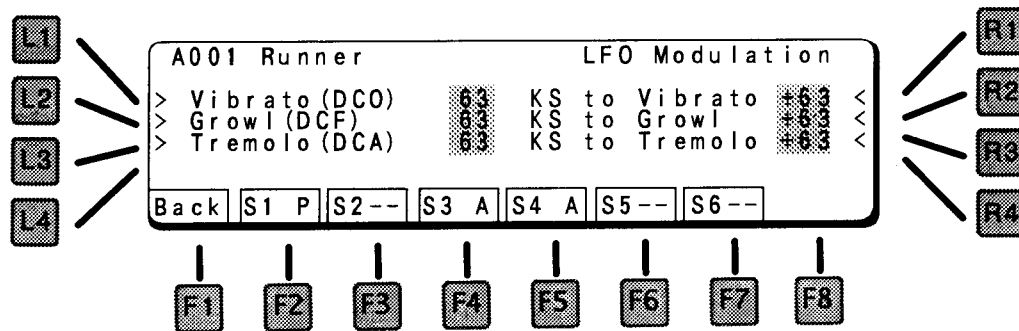 L1
L2
L3
L4
A001 Runner LFO Modulation
> Vibrato(DCO) 63 KS to Vibrato +63 <
> Growl(DCF) 63 KS to Growl +63 <
> Tremolo(DCA) 63 KS to Tremolo +63 <
Back S1 P S2-- S3 A S4 A S5-- S6--
R1
R2
R3
R4
F1 F2 F3 F4 F5 F6 F7 F8